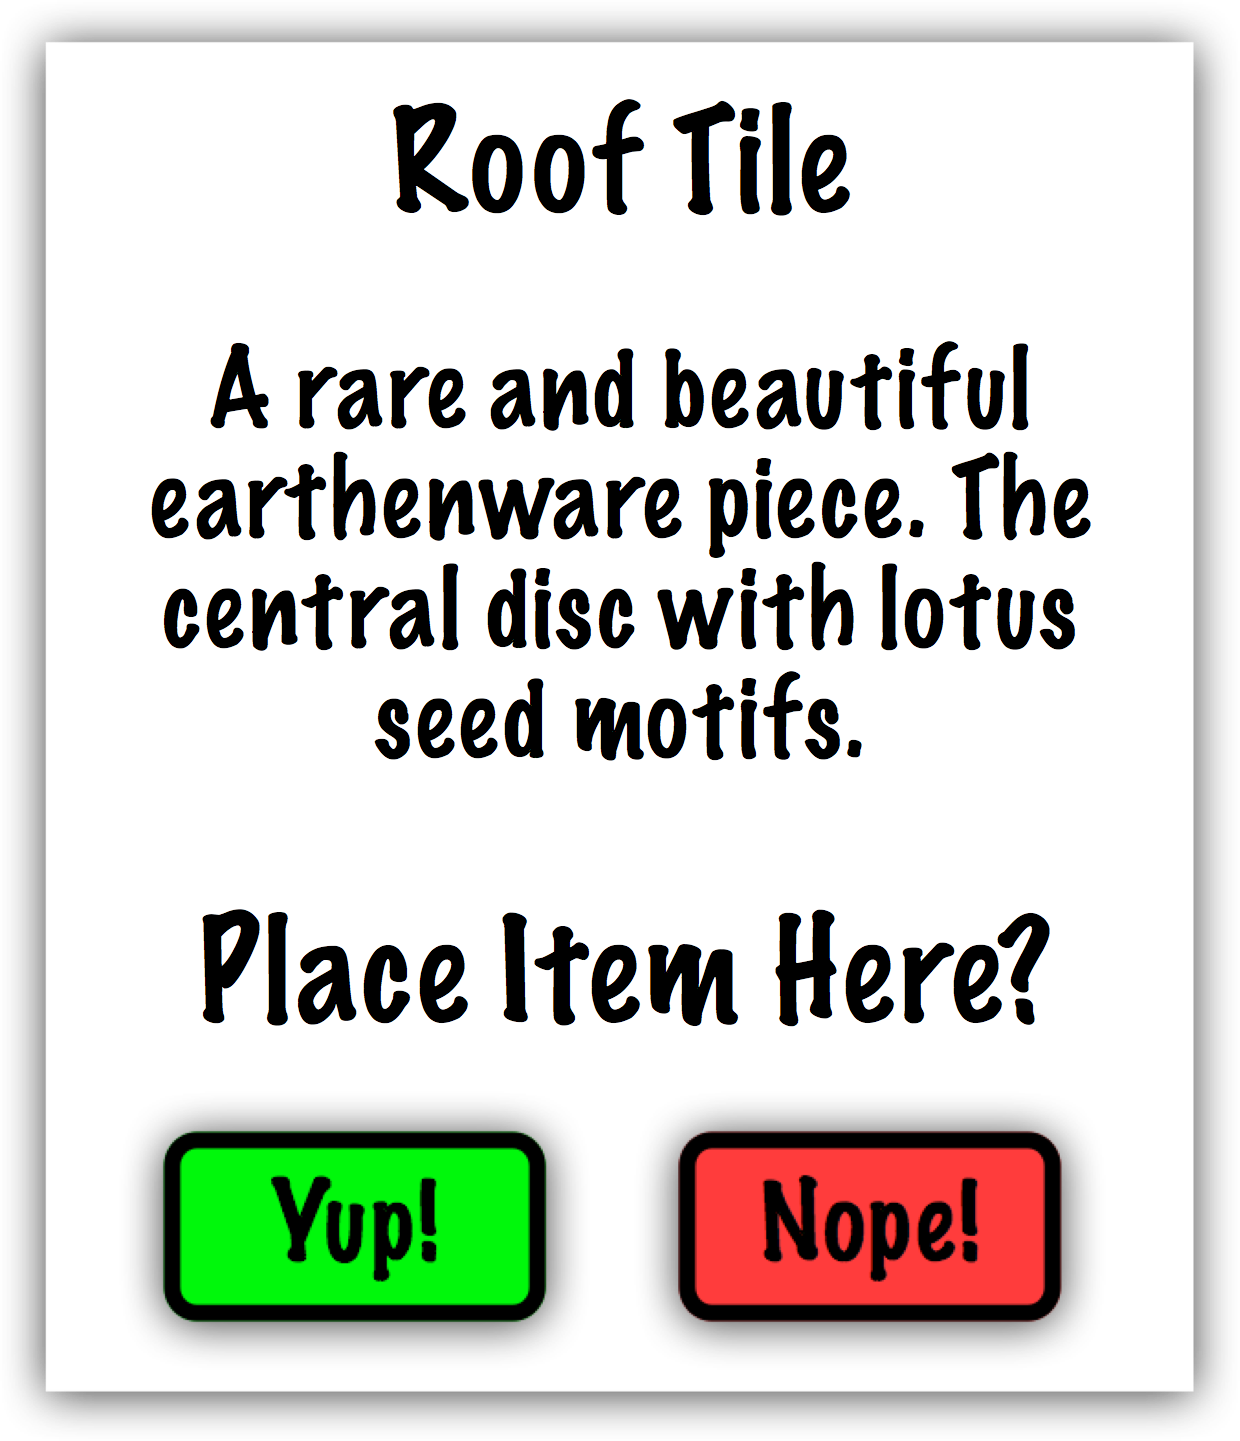 Roof Tile
A rare and beautiful
earthenware piece. The
central disc with lotus
seed motifs.
Place Item Here?
Yup!
Nope!